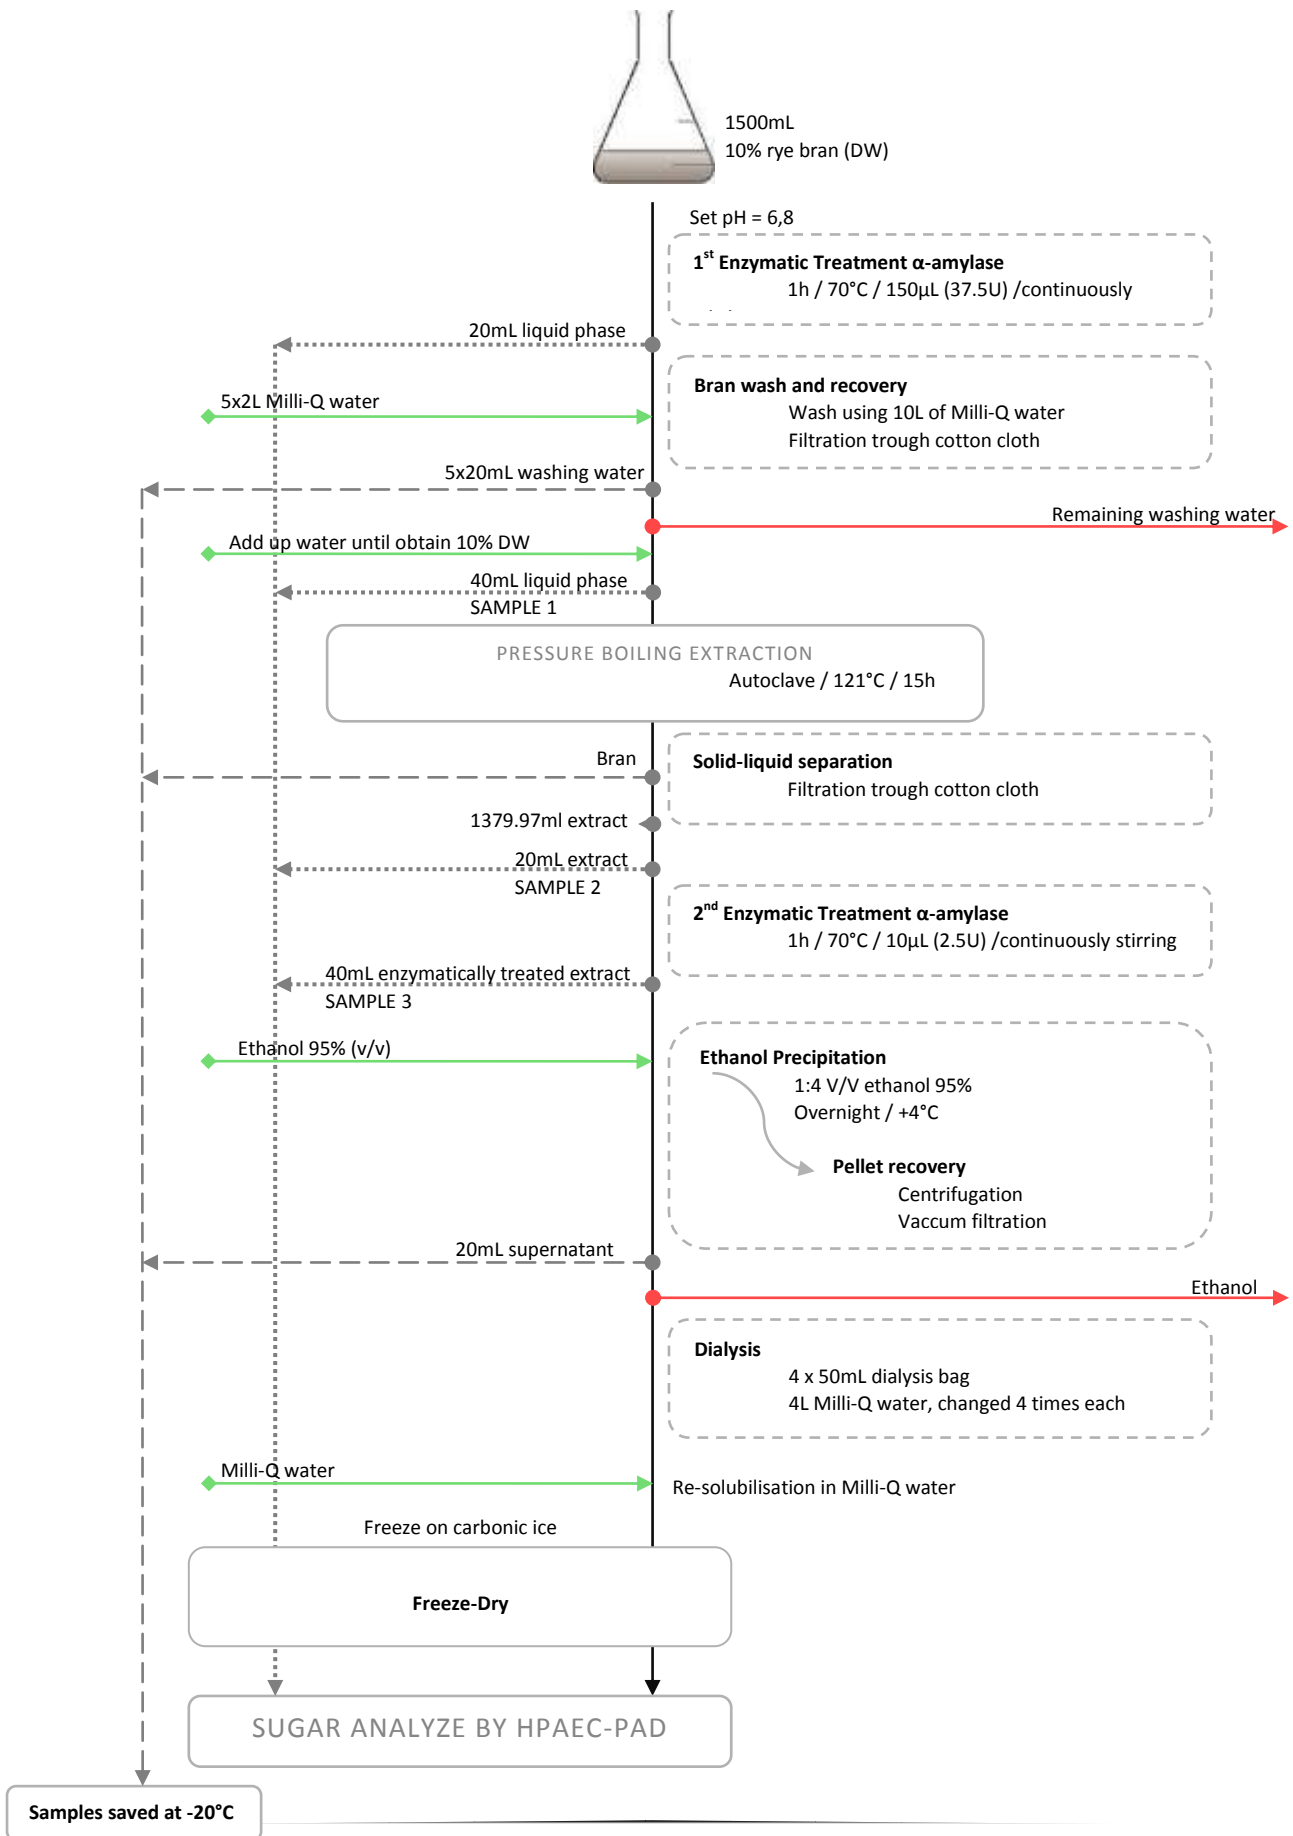 1500mL
10% rye bran (DW)
Set pH = 6,8
1st Enzymatic Treatment α-amylase
1h / 70°C / 150µL (37.5U) /continuously
20mL liquid phase
Bran wash and recovery
5x2L Milli-Q water
Wash using 10L of Milli-Q water
Filtration trough cotton cloth
5x20mL washing water
Remaining washing water
Add up water until obtain 10% DW
40mL liquid phase
SAMPLE 1
PRESSURE BOILING EXTRACTION
Autoclave / 121°C / 15h
Bran
Solid-liquid separation
Filtration trough cotton cloth
1379.97ml extract
20mL extract
SAMPLE 2
2nd Enzymatic Treatment α-amylase
1h / 70°C / 10µL (2.5U) /continuously stirring
40mL enzymatically treated extract
SAMPLE 3
Ethanol 95% (v/v)
Ethanol Precipitation
1:4 V/V ethanol 95%
Overnight / +4°C
Pellet recovery
Centrifugation
Vaccum filtration
20mL supernatant
Ethanol
Dialysis
4 x 50mL dialysis bag
4L Milli-Q water, changed 4 times each
Milli-Q water
Re-solubilisation in Milli-Q water
Freeze on carbonic ice
Freeze-Dry
SUGAR ANALYZE BY HPAEC-PAD
Samples saved at -20°C